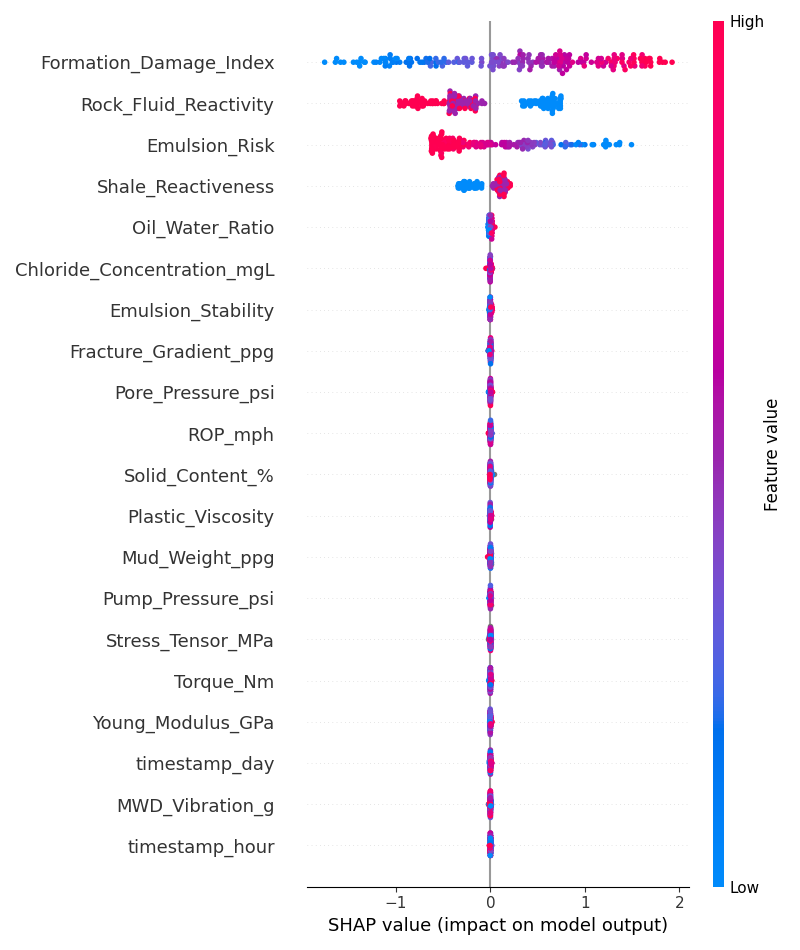 High
Formation_Damage_Index
Rock_Fluid_Reactivity
Emulsion_Risk
Shale_Reactiveness
Oil_Water_Ratio
Chloride_Concentration_mgL
Emulsion_Stability
Fracture_Gradient_ppg
Pore_Pressure_psi
ROP_mph
Solid_Content_%
Plastic_Viscosity
Mud_Weight_ppg
Pump_Pressure_psi
Stress_Tensor_MPa
Torque_Nm
Young_Modulus_GPa
timestamp_day
MWD_Vibration_g
timestamp_hour
Feature value
Low
−1 0 1 2
SHAP value (impact on model output)